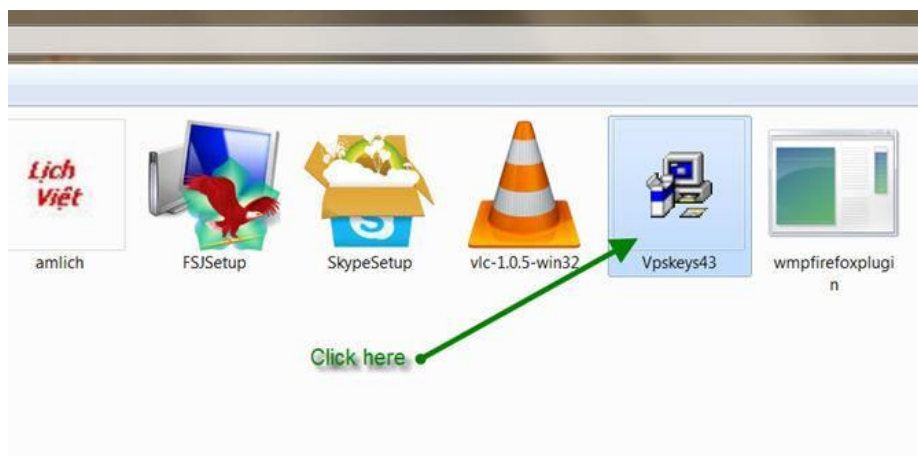 Lịch
Việt
amlich
FSJSetup
SkypeSetup
vlc-1.0.5-win32
Vpskeys43
wmpfirefoxplugi
n
Click here